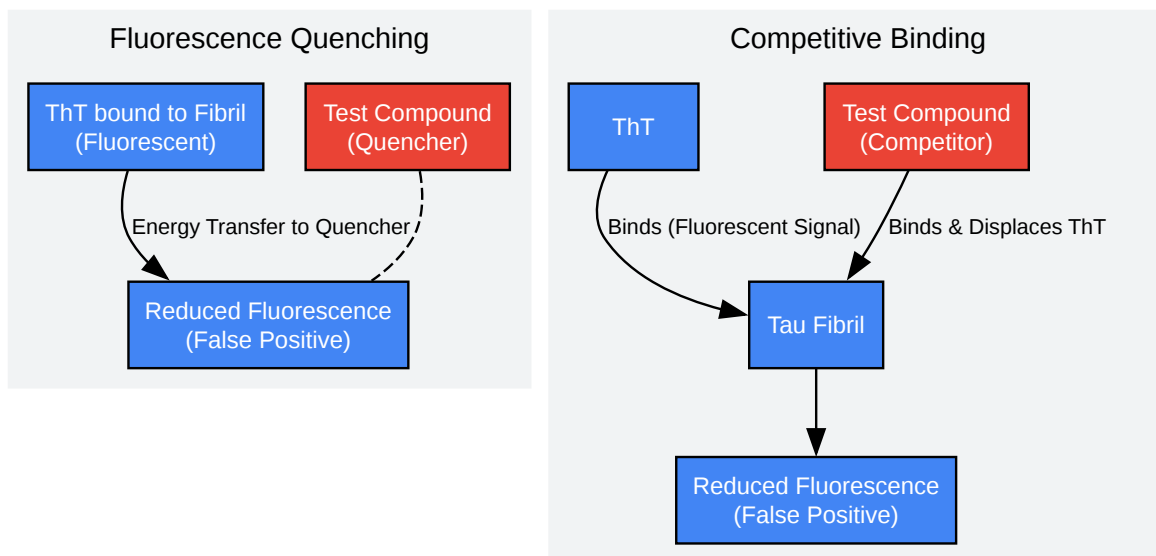 Fluorescence Quenching
ThT bound to Fibril
(Fluorescent)
Test Compound
(Quencher)
Energy Transfer to Quencher
Reduced Fluorescence
(False Positive)
Competitive Binding
ThT
Test Compound
(Competitor)
Binds (Fluorescent Signal)
Binds & Displaces ThT
Tau Fibril
Reduced Fluorescence
(False Positive)